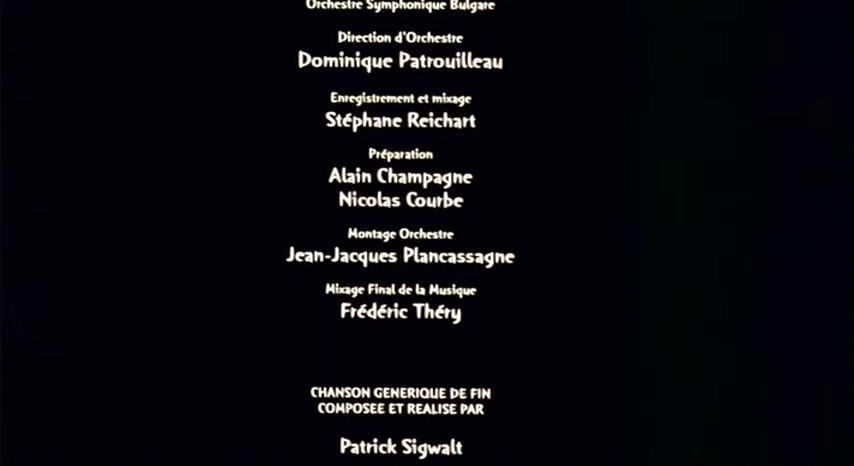 Orchestre Symphonique Bulgare
Direction d'Orchestre
Dominique Patrouilleau
Enregistrement et mixage
Stéphane Reichart
Préparation
Alain Champagne
Nicolas Courbe
Montage Orchestre
Jean-Jacques Plancassagne
Mixage Final de la Musique
Frédéric Théry
CHANSON GENERIQUE DE FIN
COMPOSEE ET REALISE PAR
Patrick Sigwalt